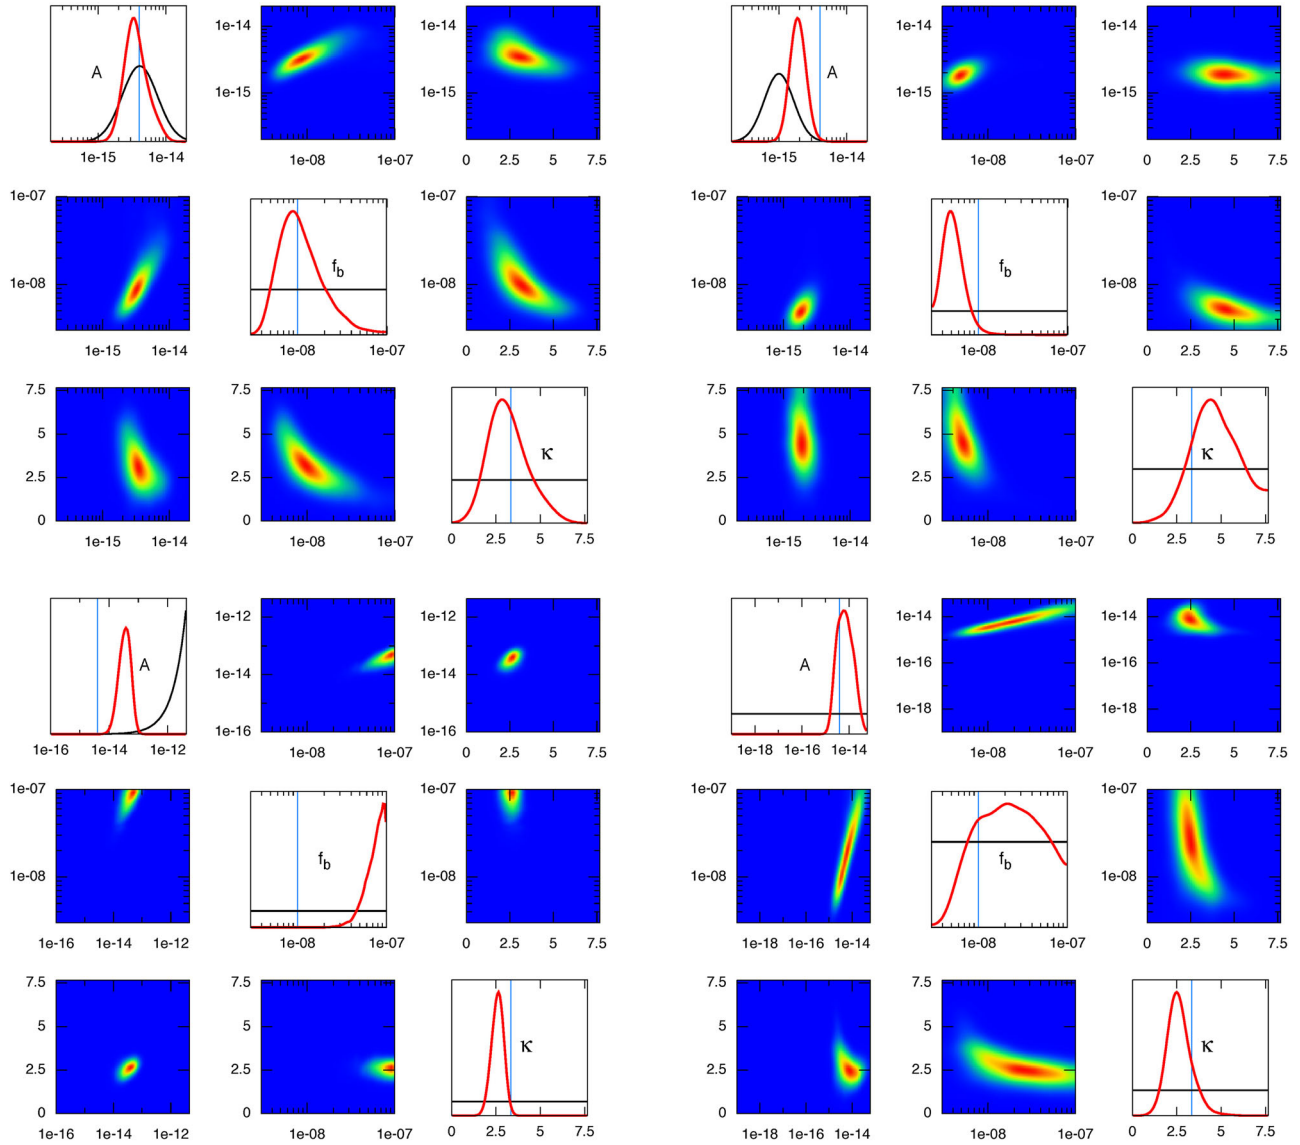 1e-14 1e-14 1e-14 1e-14
A A
1e-15 1e-15 1e-15 1e-15
1e-15 1e-14 1e-08 1e-07 0 2.5 5 7.5 1e-15 1e-14 1e-08 1e-07 0 2.5 5 7.5
1e-07 1e-07 1e-07 1e-07
f_b f_b
1e-08 1e-08 1e-08 1e-08
1e-15 1e-14 1e-08 1e-07 0 2.5 5 7.5 1e-15 1e-14 1e-08 1e-07 0 2.5 5 7.5
7.5 7.5 7.5 7.5
5 5 5 5
κ κ
2.5 2.5 2.5 2.5
0 0 0 0
1e-15 1e-14 1e-08 1e-07 0 2.5 5 7.5 1e-15 1e-14 1e-08 1e-07 0 2.5 5 7.5
1e-12 1e-12 1e-14 1e-14
A A
1e-14 1e-14 1e-16 1e-16
1e-16 1e-16 1e-18 1e-18
1e-16 1e-14 1e-12 1e-08 1e-07 0 2.5 5 7.5 1e-18 1e-16 1e-14 1e-08 1e-07 0 2.5 5 7.5
1e-07 1e-07 1e-07 1e-07
f_b f_b
1e-08 1e-08 1e-08 1e-08
1e-16 1e-14 1e-12 1e-08 1e-07 0 2.5 5 7.5 1e-18 1e-16 1e-14 1e-08 1e-07 0 2.5 5 7.5
7.5 7.5 7.5 7.5
5 5 5 5
κ κ
2.5 2.5 2.5 2.5
0 0 0 0
1e-16 1e-14 1e-12 1e-08 1e-07 0 2.5 5 7.5 1e-18 1e-16 1e-14 1e-08 1e-07 0 2.5 5 7.5